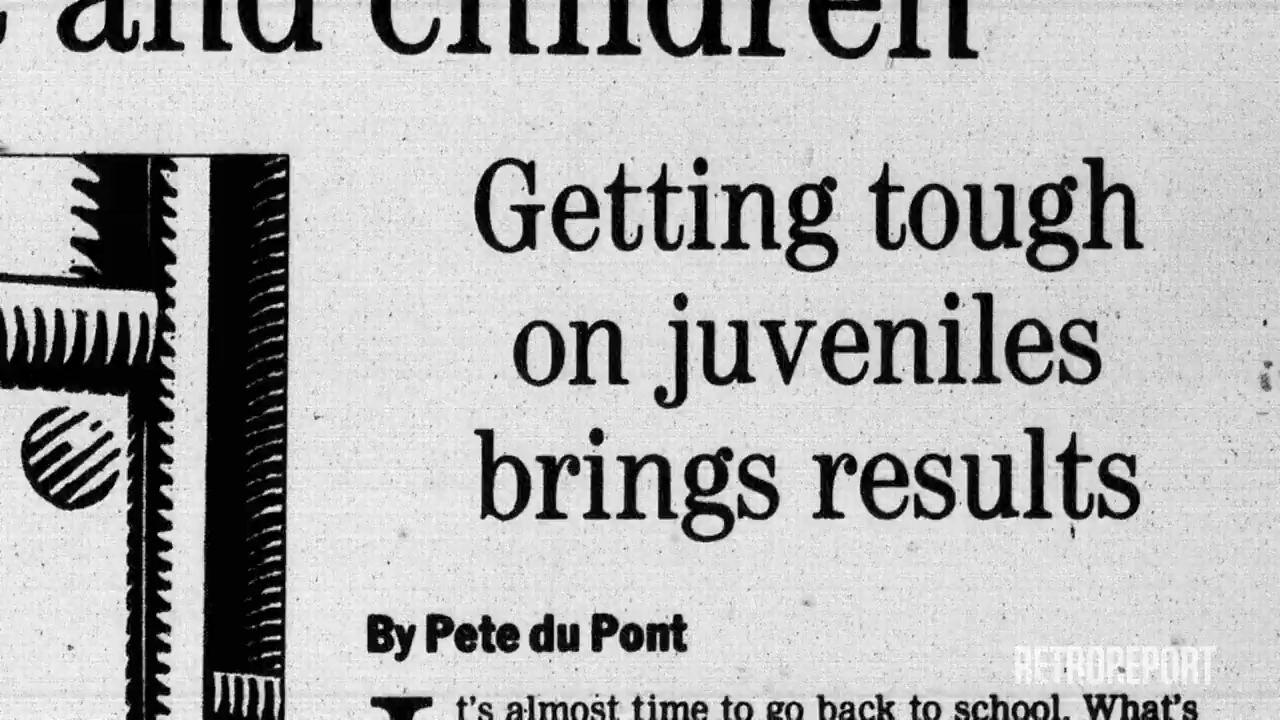 and children
Getting tough
on juveniles
brings results
By Pete du Pont
It's almost time to go back to school. What's
RETROREPORT